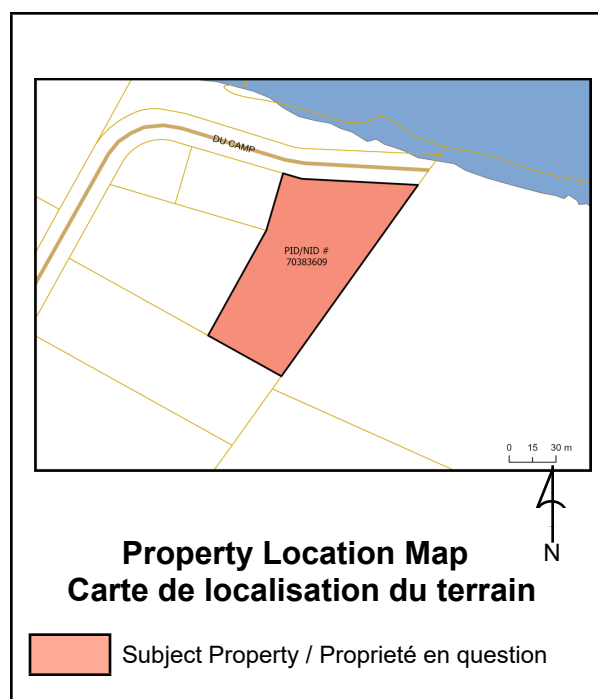 DU CAMP
PID/NID #
70383609
0 15 30 m
N
Property Location Map
Carte de localisation du terrain
Subject Property / Proprieté en question